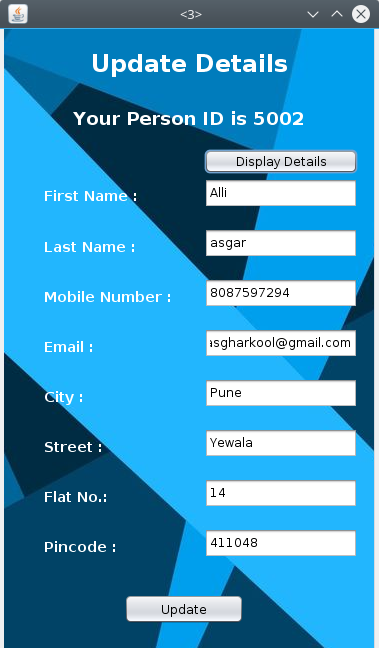 <3>
Update Details
Your Person ID is 5002
Display Details
First Name : Alli
Last Name : asgar
Mobile Number : 8087597294
Email : asgharkool@gmail.com
City : Pune
Street : Yewala
Flat No.: 14
Pincode : 411048
Update